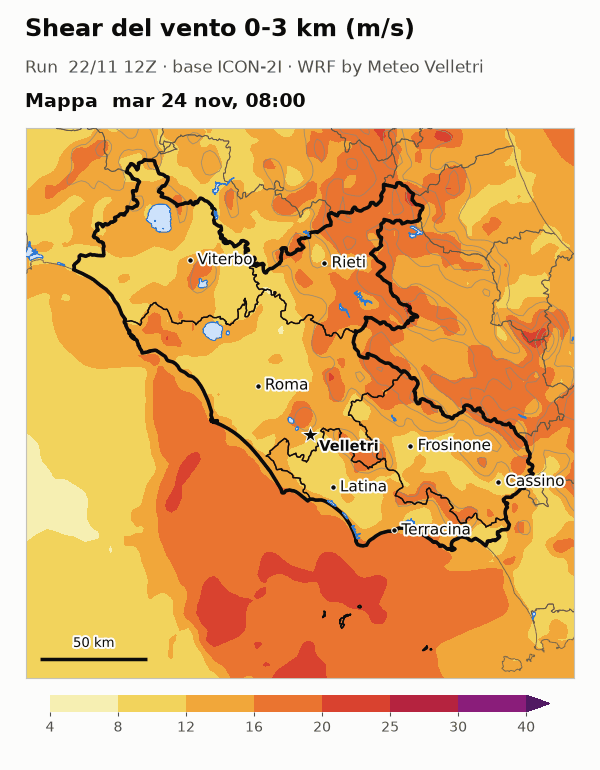 Shear del vento 0-3 km (m/s)
Run  22/11 12Z · base ICON-2I · WRF by Meteo Velletri
Mappa  mar 24 nov, 08:00
Viterbo
Rieti
Roma
Velletri
Frosinone
Latina
Cassino
Terracina
50 km
4 8 12 16 20 25 30 40